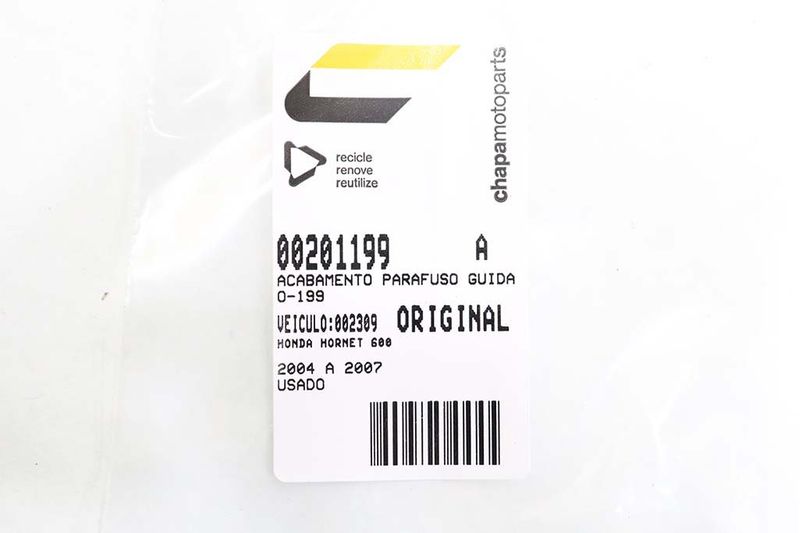 chapamotoparts
recicle
renove
reutilize
00201199 A
ACABAMENTO PARAFUSO GUIDA
O-199
VEICULO:002309 ORIGINAL
HONDA HORNET 600
2004 A 2007
USADO